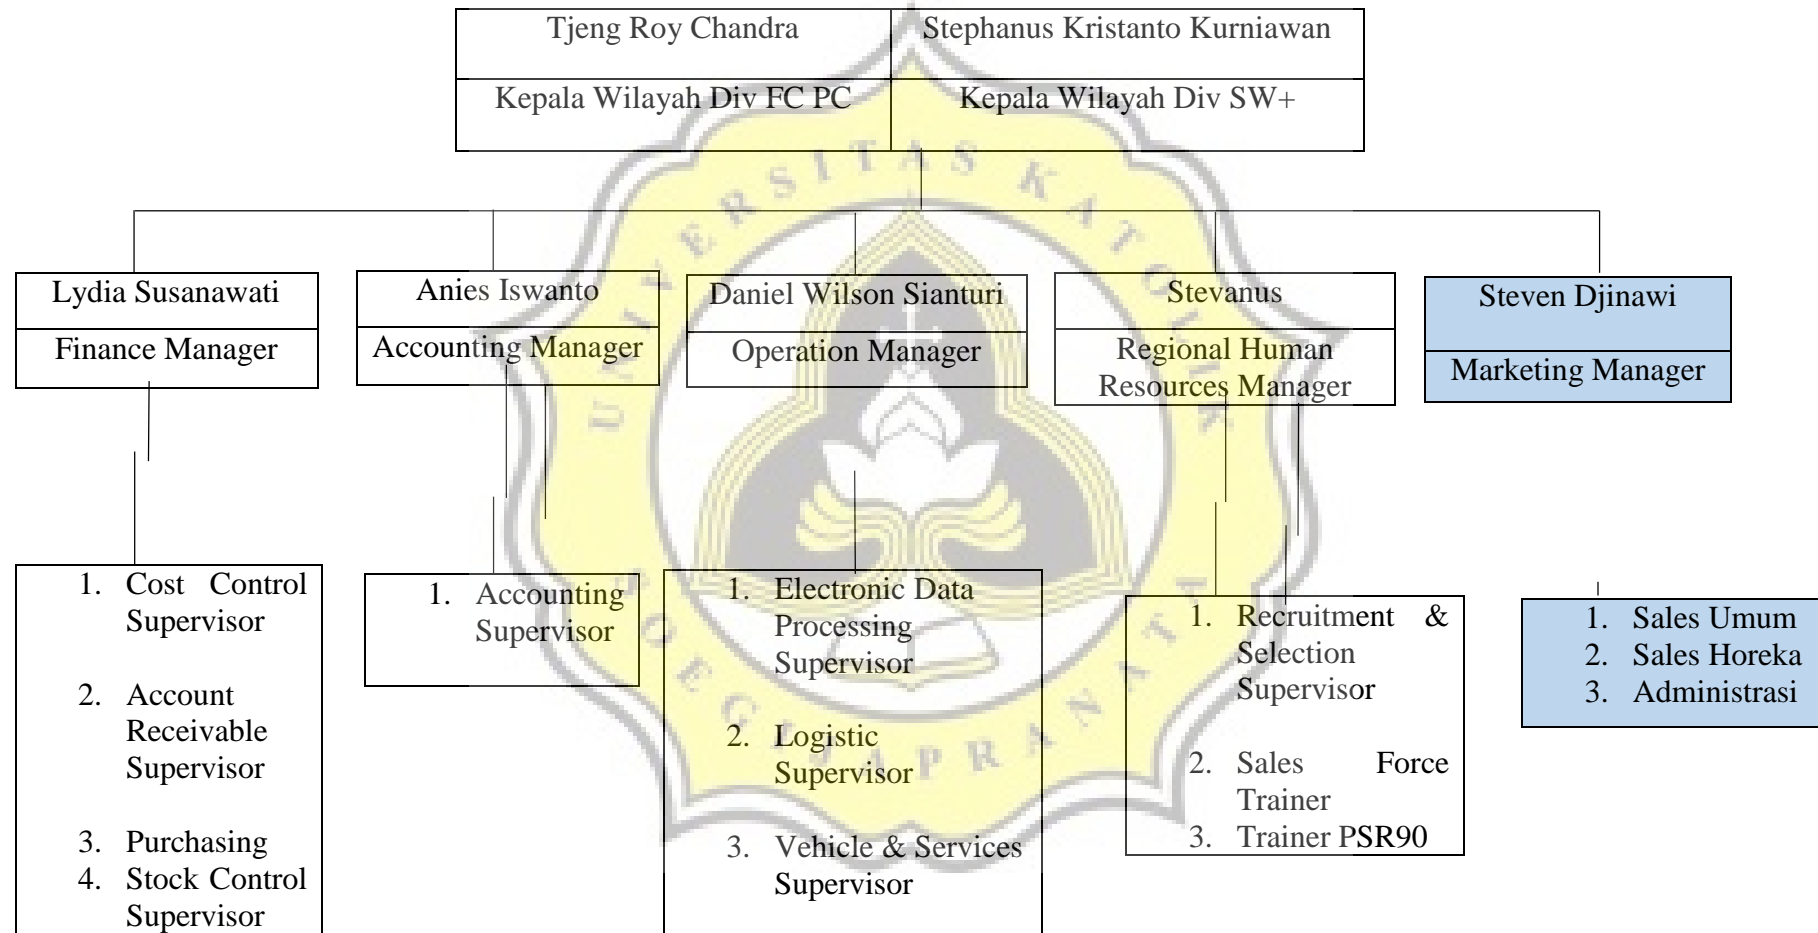 Tjeng Roy Chandra
Stephanus Kristanto Kurniawan
Kepala Wilayah Div FC PC
Kepala Wilayah Div SW+
UNIVERSITAS KATOLIK
SOEGIJAPRANATA
Lydia Susanawati
Finance Manager
Anies Iswanto
Accounting Manager
Daniel Wilson Sianturi
Operation Manager
Stevanus
Regional Human
Resources Manager
Steven Djinawi
Marketing Manager
1. Cost Control
Supervisor
2. Account
Receivable
Supervisor
3. Purchasing
4. Stock Control
Supervisor
1. Accounting
Supervisor
1. Electronic Data
Processing
Supervisor
2. Logistic
Supervisor
3. Vehicle & Services
Supervisor
1. Recruitment &
Selection
Supervisor
2. Sales Force
Trainer
3. Trainer PSR90
1. Sales Umum
2. Sales Horeka
3. Administrasi